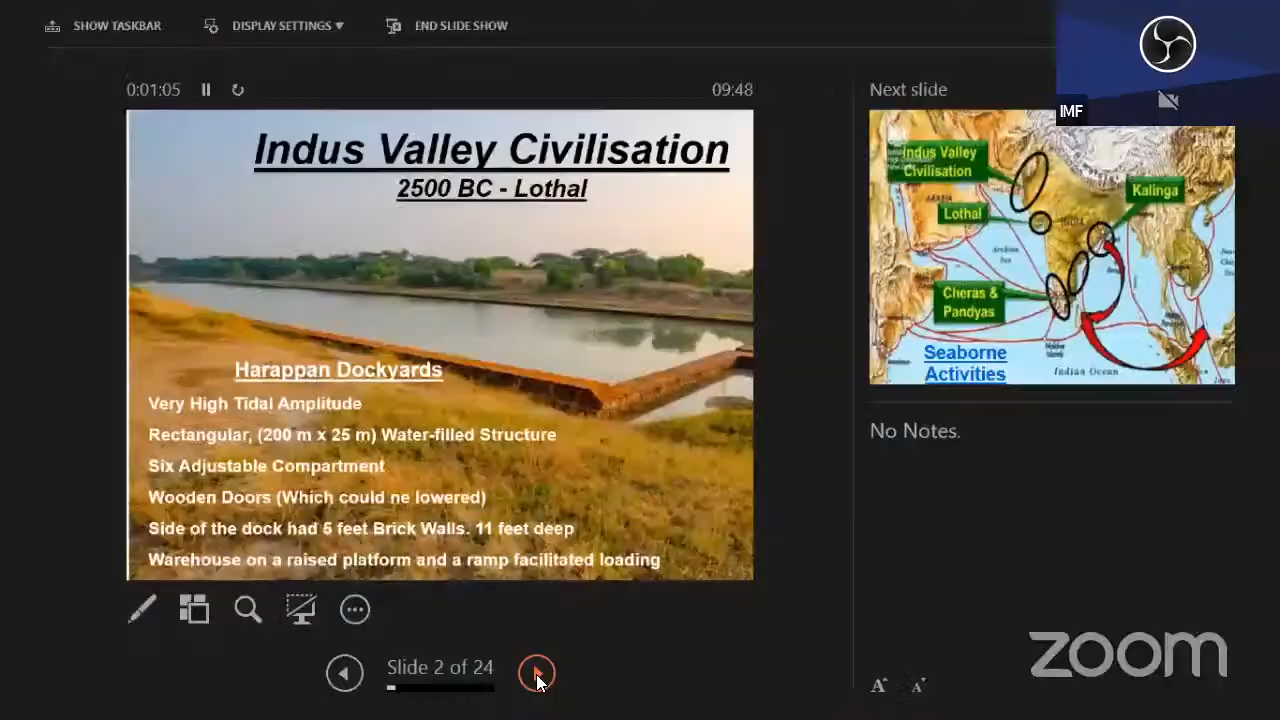 SHOW TASKBAR
DISPLAY SETTINGS ▼
END SLIDE SHOW
0:01:05
09:48
Next slide
IMF
Indus Valley Civilisation
2500 BC - Lothal
Harappan Dockyards
Very High Tidal Amplitude
Rectangular, (200 m x 25 m) Water-filled Structure
Six Adjustable Compartment
Wooden Doors (Which could ne lowered)
Side of the dock had 5 feet Brick Walls. 11 feet deep
Warehouse on a raised platform and a ramp facilitated loading
Indus Valley
Civilisation
Kalinga
Lothal
INDIA
ARABIA
Arabian
Sea
Cheras &
Pandyas
Seaborne
Activities
Indian Ocean
No Notes.
Slide 2 of 24
A A
zoom